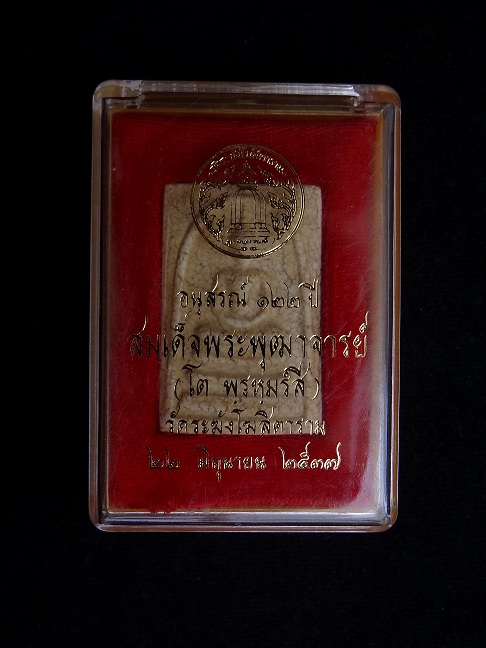 อนุสรณ์ ๑๒๒ ปี
สมเด็จพระพุฒาจารย์
(โต พรหฺมรํสี)
วัดระฆังโฆสิตาราม
๒๒ มิถุนายน ๒๕๓๗